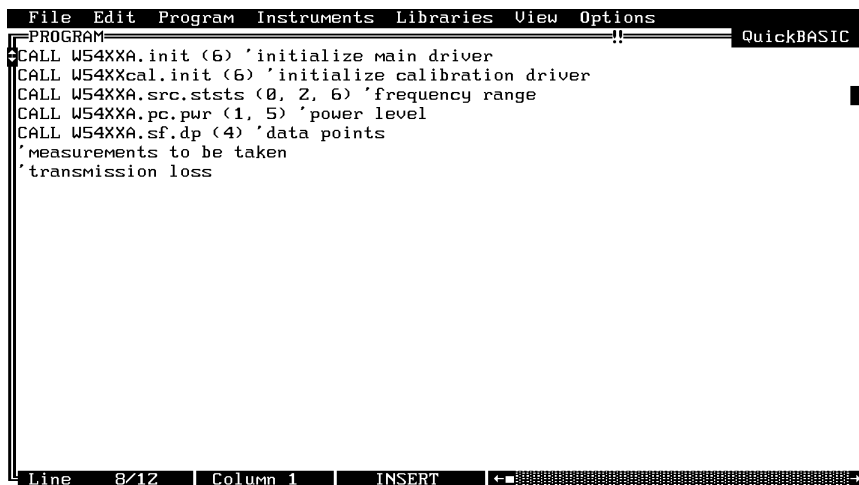 File Edit Program Instruments Libraries View Options
PROGRAM !! QuickBASIC
CALL W54XXA.init (6) 'initialize main driver
CALL W54XXcal.init (6) 'initialize calibration driver
CALL W54XXA.src.ststs (0, 2, 6) 'frequency range
CALL W54XXA.pc.pwr (1, 5) 'power level
CALL W54XXA.sf.dp (4) 'data points
'measurements to be taken
'transmission loss
Line 8/12 Column 1 INSERT